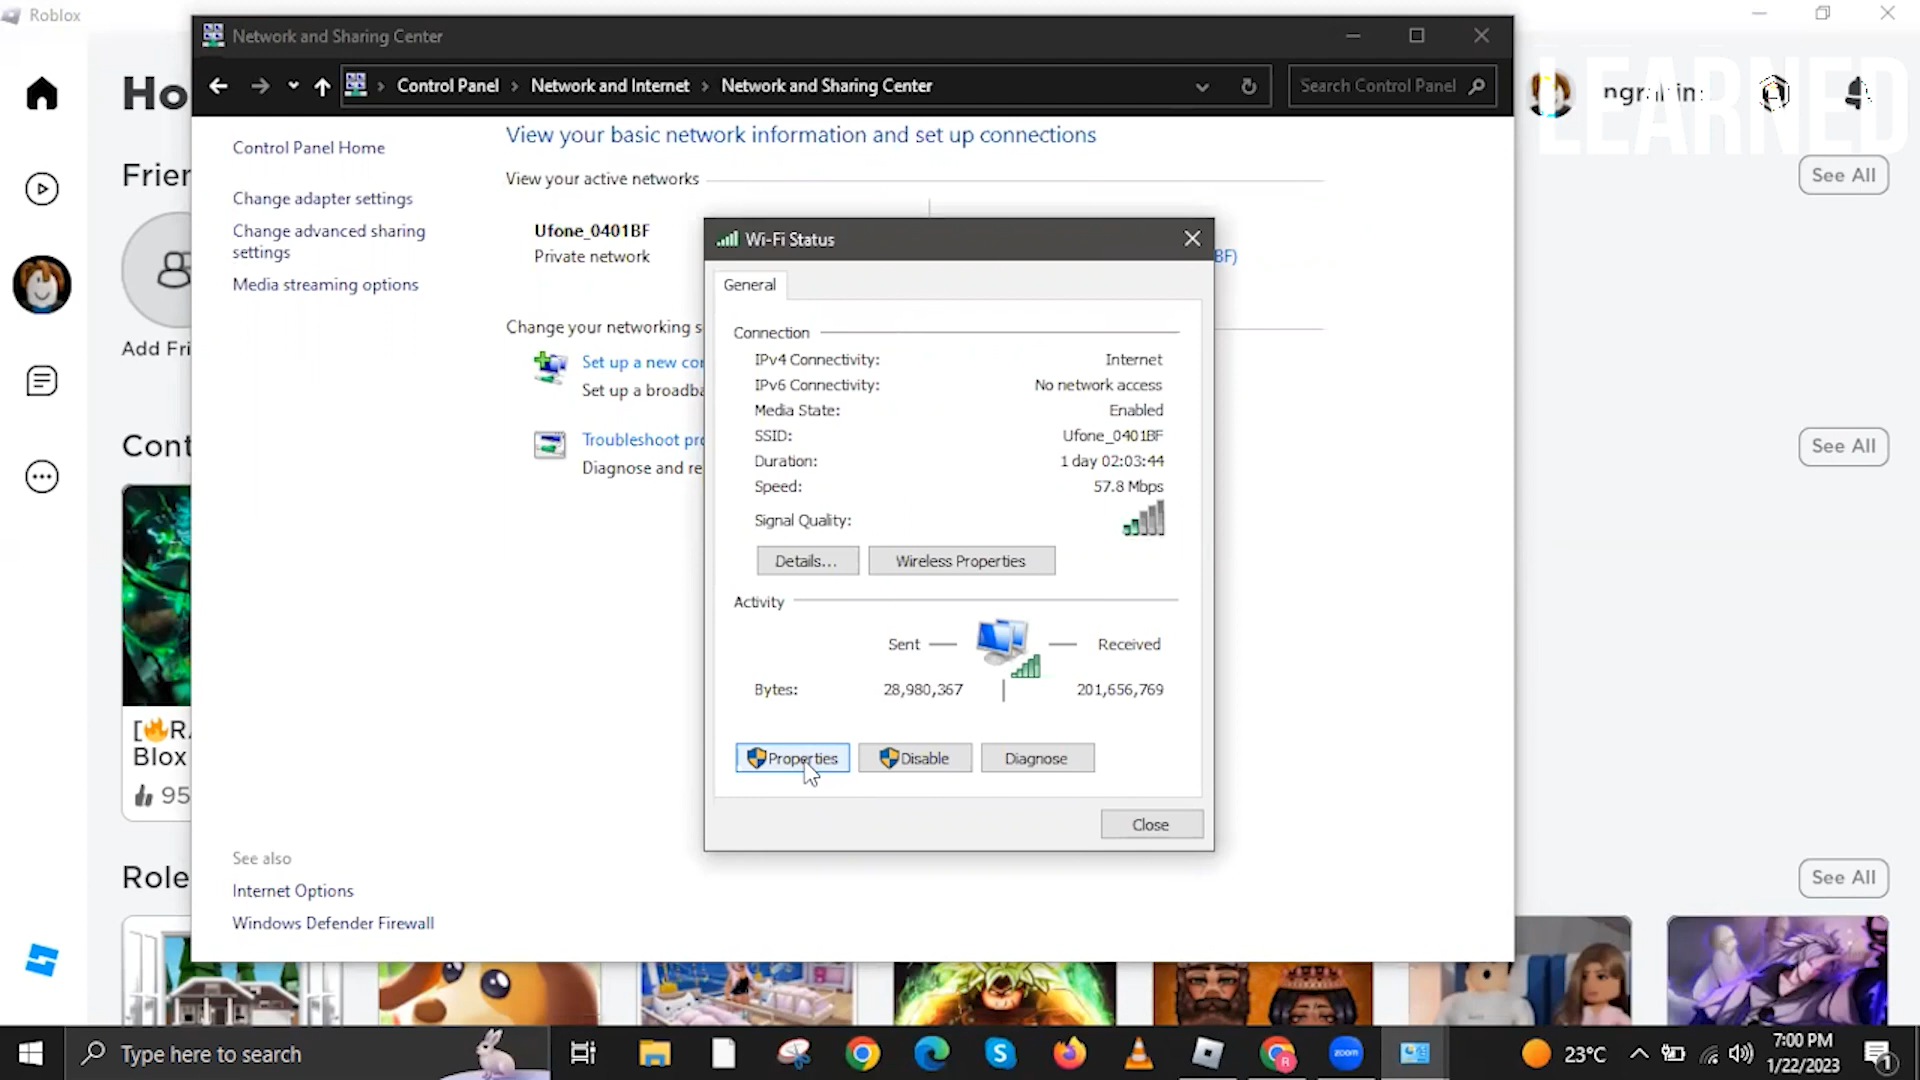 Roblox
Network and Sharing Center
Control Panel
Network and Internet
Network and Sharing Center
Search Control Panel
LEARNED
Ho
Control Panel Home
Change adapter settings
Change advanced sharing
settings
Media streaming options
View your basic network information and set up connections
View your active networks
Ufone_0401BF
Private network
BF)
Change your networking s
Set up a new co
Set up a broadba
Troubleshoot pr
Diagnose and re
See also
Internet Options
Windows Defender Firewall
Wi-Fi Status
General
Connection
IPv4 Connectivity: Internet
IPv6 Connectivity: No network access
Media State: Enabled
SSID: Ufone_0401BF
Duration: 1 day 02:03:44
Speed: 57.8 Mbps
Signal Quality:
Details...
Wireless Properties
Activity
Sent
Received
Bytes: 28,980,367 201,656,769
Properties
Disable
Diagnose
Close
Frier
See All
Add Fri
Cont
See All
[🔥R
Blox
95
Role
See All
Type here to search
zoom
23°C
7:00 PM
1/22/2023
1